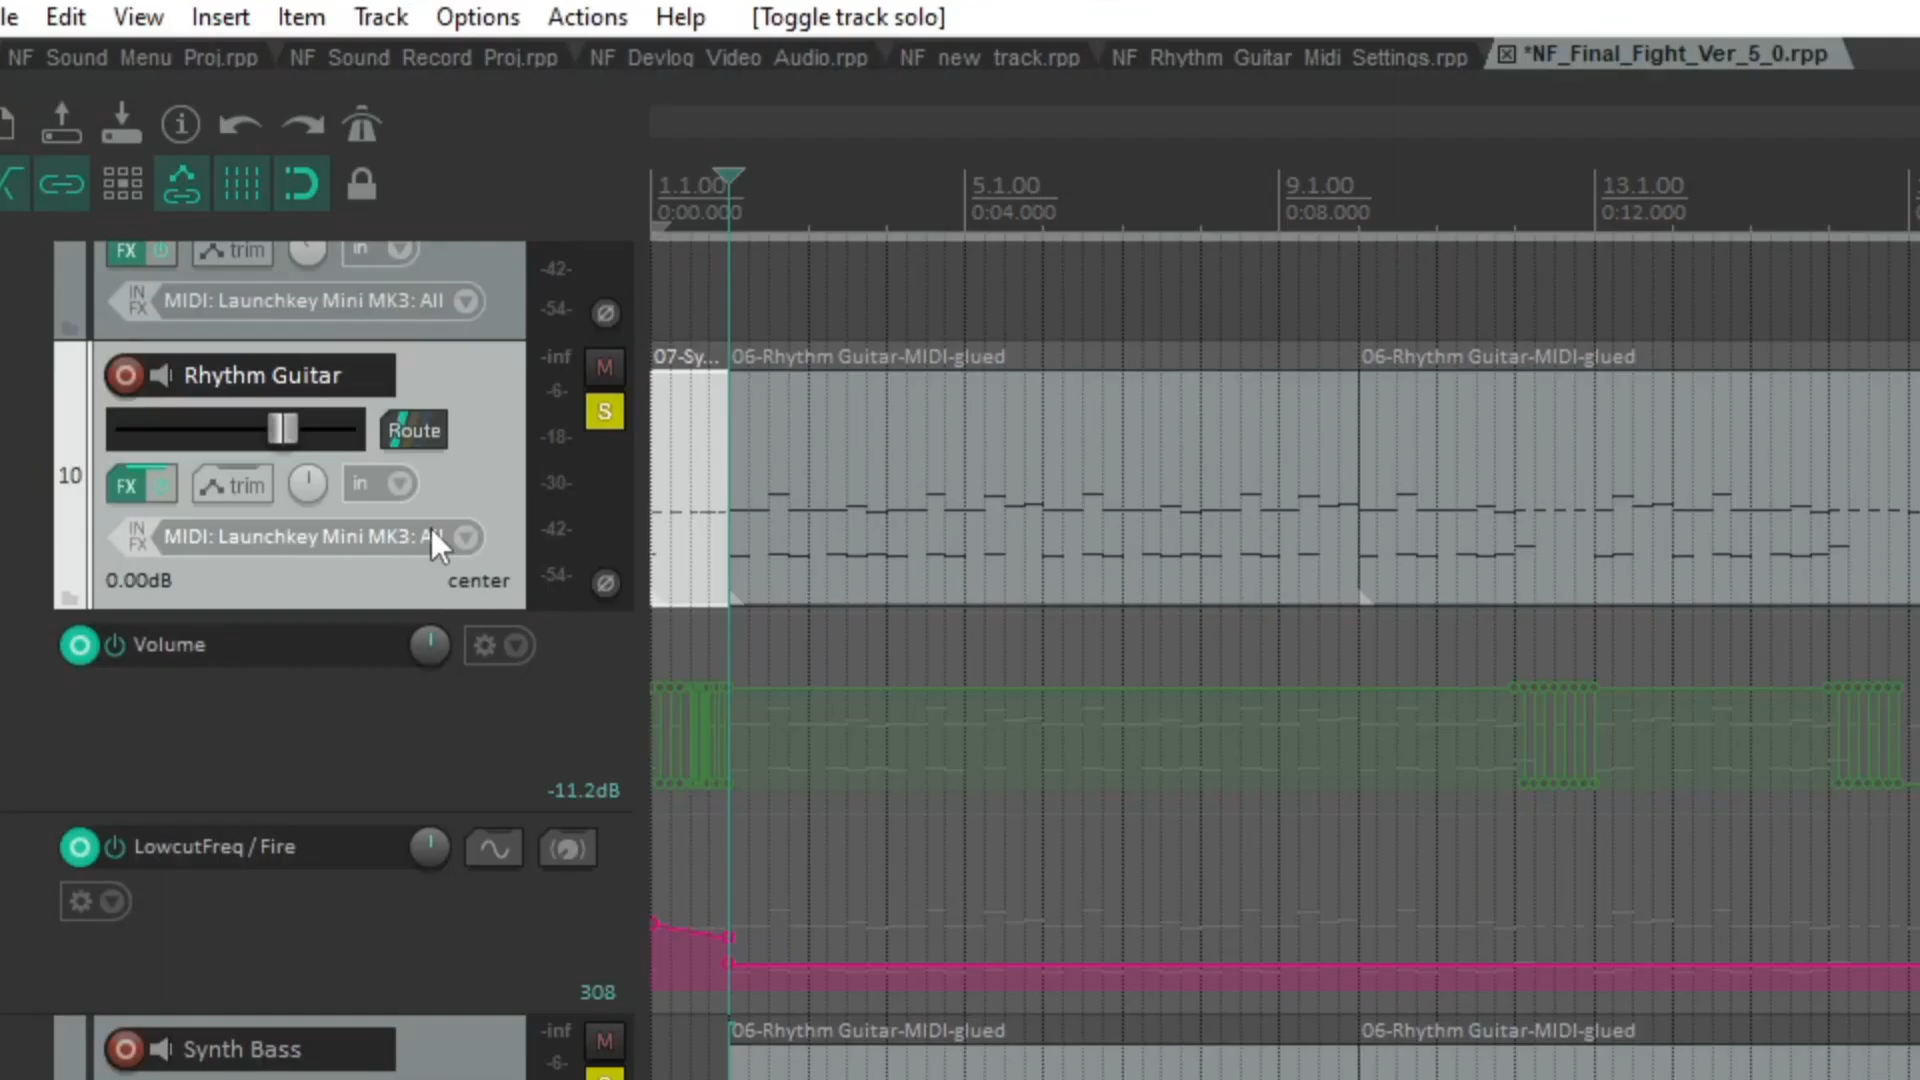 le Edit View Insert Item Track Options Actions Help [Toggle track solo]
NF Sound Menu Proj.rpp NF Sound Record Proj.rpp NF Devlog Video Audio.rpp NF new track.rpp NF Rhythm Guitar Midi Settings.rpp *NF_Final_Fight_Ver_5_0.rpp
1.1.00 5.1.00 9.1.00 13.1.00
0:00.000 0:04.000 0:08.000 0:12.000
FX trim in -42-
IN FX MIDI: Launchkey Mini MK3: All -54-
-inf M 07-Sy... 06-Rhythm Guitar-MIDI-glued 06-Rhythm Guitar-MIDI-glued
Rhythm Guitar -6-
S
Route -18-
10 FX trim in -30-
IN FX MIDI: Launchkey Mini MK3: All -42-
0.00dB center -54-
Volume
-11.2dB
LowcutFreq / Fire
308
-inf M 06-Rhythm Guitar-MIDI-glued 06-Rhythm Guitar-MIDI-glued
Synth Bass -6-